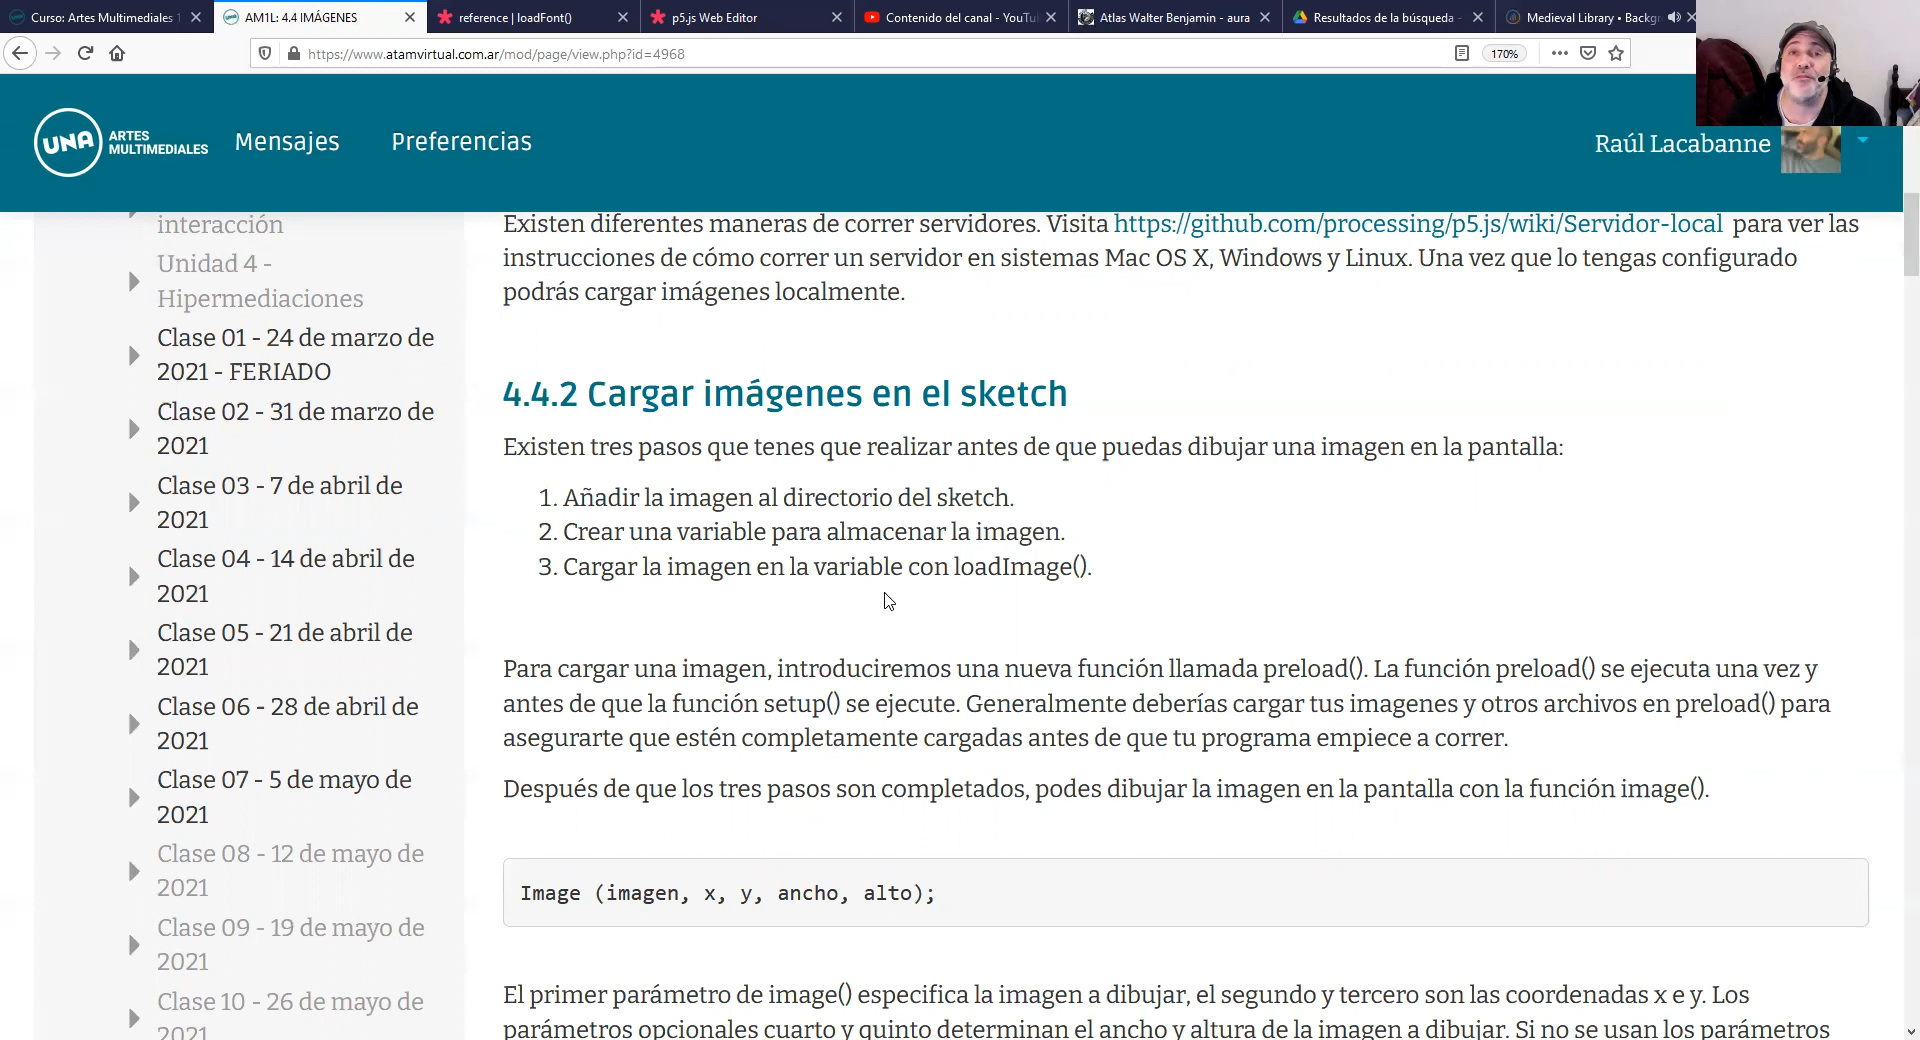 Curso: Artes Multimediales 1
AM1L: 4.4 IMÁGENES
reference | loadFont()
p5.js Web Editor
Contenido del canal - YouTu
Atlas Walter Benjamin - aura
Resultados de la búsqueda -
Medieval Library • Backgr
https://www.atamvirtual.com.ar/mod/page/view.php?id=4968
170%
UNA ARTES
MULTIMEDIALES
Mensajes
Preferencias
Raúl Lacabanne
interacción
Unidad 4 -
Hipermediaciones
Clase 01 - 24 de marzo de
2021 - FERIADO
Clase 02 - 31 de marzo de
2021
Clase 03 - 7 de abril de
2021
Clase 04 - 14 de abril de
2021
Clase 05 - 21 de abril de
2021
Clase 06 - 28 de abril de
2021
Clase 07 - 5 de mayo de
2021
Clase 08 - 12 de mayo de
2021
Clase 09 - 19 de mayo de
2021
Clase 10 - 26 de mayo de
2021
Existen diferentes maneras de correr servidores. Visita https://github.com/processing/p5.js/wiki/Servidor-local para ver las
instrucciones de cómo correr un servidor en sistemas Mac OS X, Windows y Linux. Una vez que lo tengas configurado
podrás cargar imágenes localmente.
4.4.2 Cargar imágenes en el sketch
Existen tres pasos que tenes que realizar antes de que puedas dibujar una imagen en la pantalla:
1. Añadir la imagen al directorio del sketch.
2. Crear una variable para almacenar la imagen.
3. Cargar la imagen en la variable con loadImage().
Para cargar una imagen, introduciremos una nueva función llamada preload(). La función preload() se ejecuta una vez y
antes de que la función setup() se ejecute. Generalmente deberías cargar tus imagenes y otros archivos en preload() para
asegurarte que estén completamente cargadas antes de que tu programa empiece a correr.
Después de que los tres pasos son completados, podes dibujar la imagen en la pantalla con la función image().
Image (imagen, x, y, ancho, alto);
El primer parámetro de image() especifica la imagen a dibujar, el segundo y tercero son las coordenadas x e y. Los
parámetros opcionales cuarto y quinto determinan el ancho y altura de la imagen a dibujar. Si no se usan los parámetros